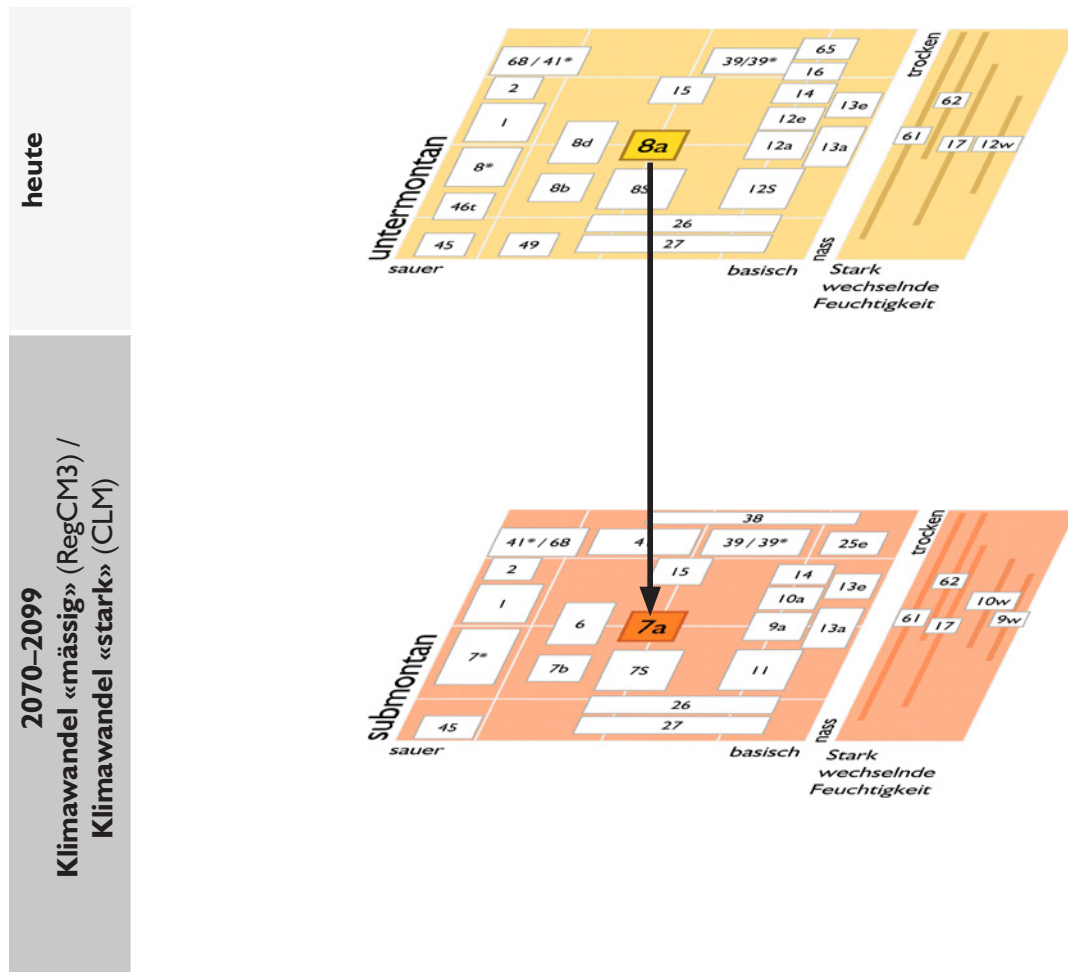 heute
untermontan
68 / 41*
39/39*
65
16
2
15
14
13e
1
12e
8d
8a
12a
13a
8*
8b
8S
12S
46t
26
45
49
27
sauer
basisch
nass
trocken
62
61
17
12w
Stark
wechselnde
Feuchtigkeit
2070–2099
Klimawandel «mässig» (RegCM3) /
Klimawandel «stark» (CLM)
submontan
38
41* / 68
41
39 / 39*
25e
2
15
14
13e
1
10a
6
7a
9a
13a
7*
7b
7S
11
26
45
27
sauer
basisch
nass
trocken
62
10w
61
17
9w
Stark
wechselnde
Feuchtigkeit